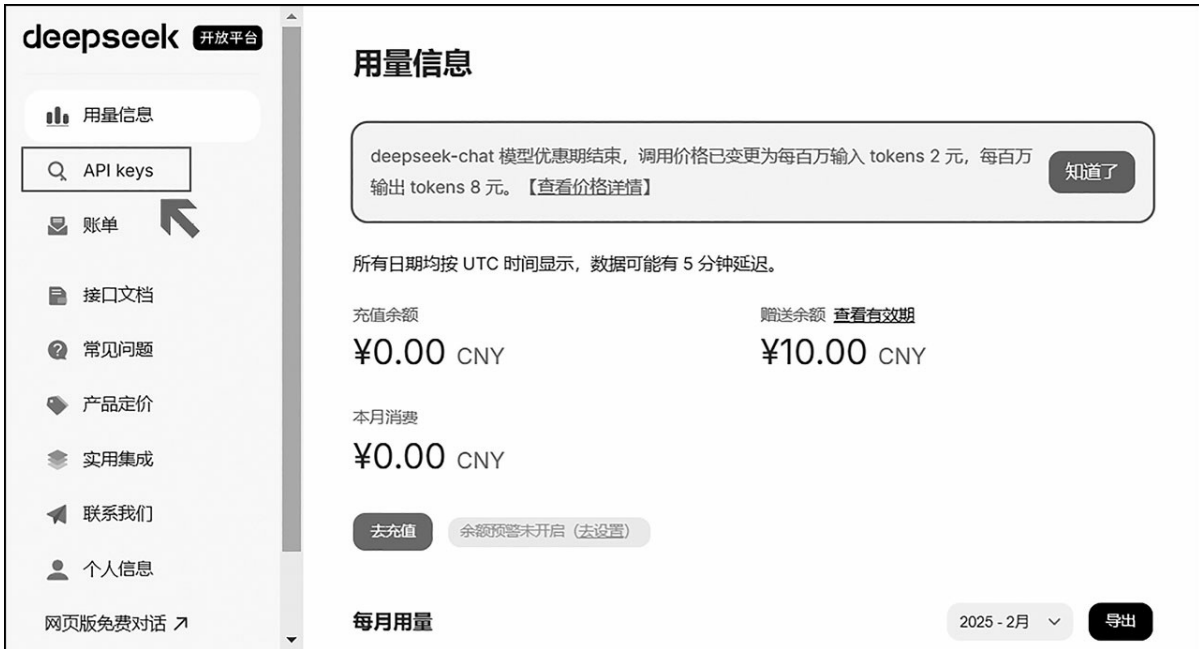 deepseek 开放平台
用量信息
API keys
账单
接口文档
常见问题
产品定价
实用集成
联系我们
个人信息
网页版免费对话 ↗
用量信息
deepseek-chat 模型优惠期结束，调用价格已变更为每百万输入 tokens 2 元，每百万
输出 tokens 8 元。【查看价格详情】
知道了
所有日期均按 UTC 时间显示，数据可能有 5 分钟延迟。
充值余额
¥0.00 CNY
赠送余额 查看有效期
¥10.00 CNY
本月消费
¥0.00 CNY
去充值
余额预警未开启（去设置）
每月用量
2025 - 2月
导出